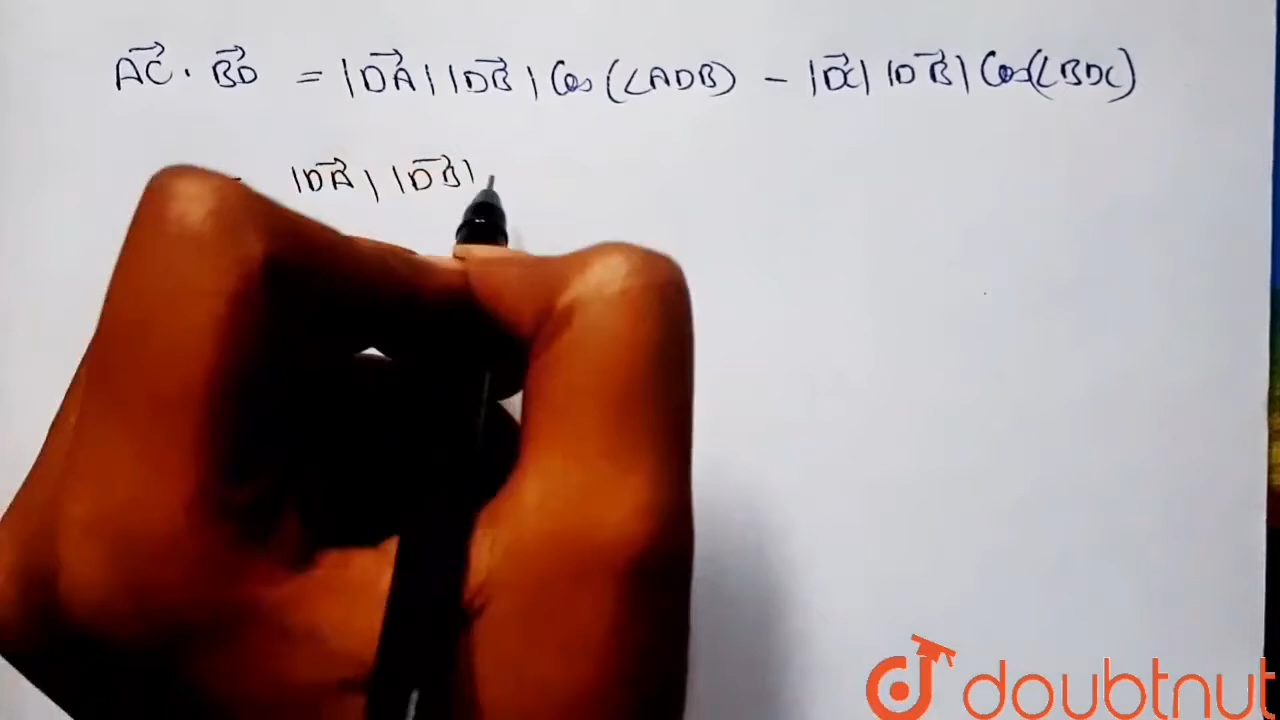 AC⃗ . BD⃗ = |DA⃗| |DB⃗| Cos (∠ADB) - |DC⃗| |DB⃗| Cos(∠BDC)
|DA⃗| |DB⃗|
doubtnut